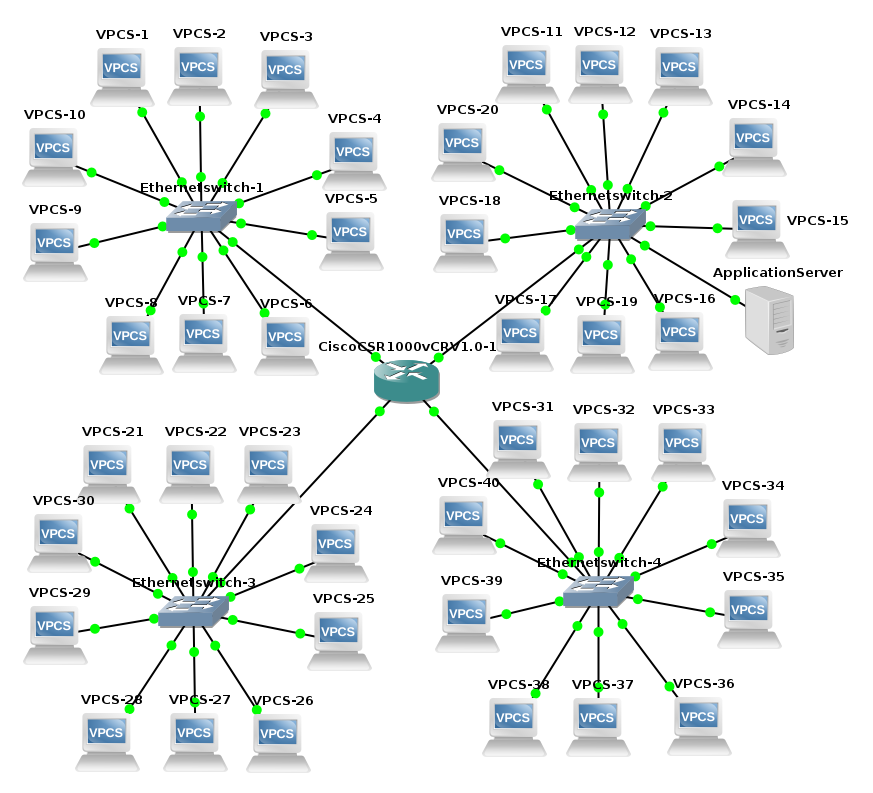 VPCS-1
VPCS
VPCS-2
VPCS
VPCS-3
VPCS
VPCS-10
VPCS
VPCS-4
VPCS
Ethernetswitch-1
VPCS-9
VPCS
VPCS-5
VPCS
VPCS-8
VPCS
VPCS-7
VPCS
VPCS-6
VPCS
VPCS-11
VPCS
VPCS-12
VPCS
VPCS-13
VPCS
VPCS-20
VPCS
VPCS-14
VPCS
Ethernetswitch-2
VPCS-18
VPCS
VPCS-15
VPCS
ApplicationServer
VPCS-17
VPCS
VPCS-19
VPCS
VPCS-16
VPCS
CiscoCSR1000vCRV1.0-1
VPCS-21
VPCS
VPCS-22
VPCS
VPCS-23
VPCS
VPCS-30
VPCS
VPCS-24
VPCS
Ethernetswitch-3
VPCS-29
VPCS
VPCS-25
VPCS
VPCS-28
VPCS
VPCS-27
VPCS
VPCS-26
VPCS
VPCS-31
VPCS
VPCS-32
VPCS
VPCS-33
VPCS
VPCS-40
VPCS
VPCS-34
VPCS
Ethernetswitch-4
VPCS-39
VPCS
VPCS-35
VPCS
VPCS-38
VPCS
VPCS-37
VPCS
VPCS-36
VPCS